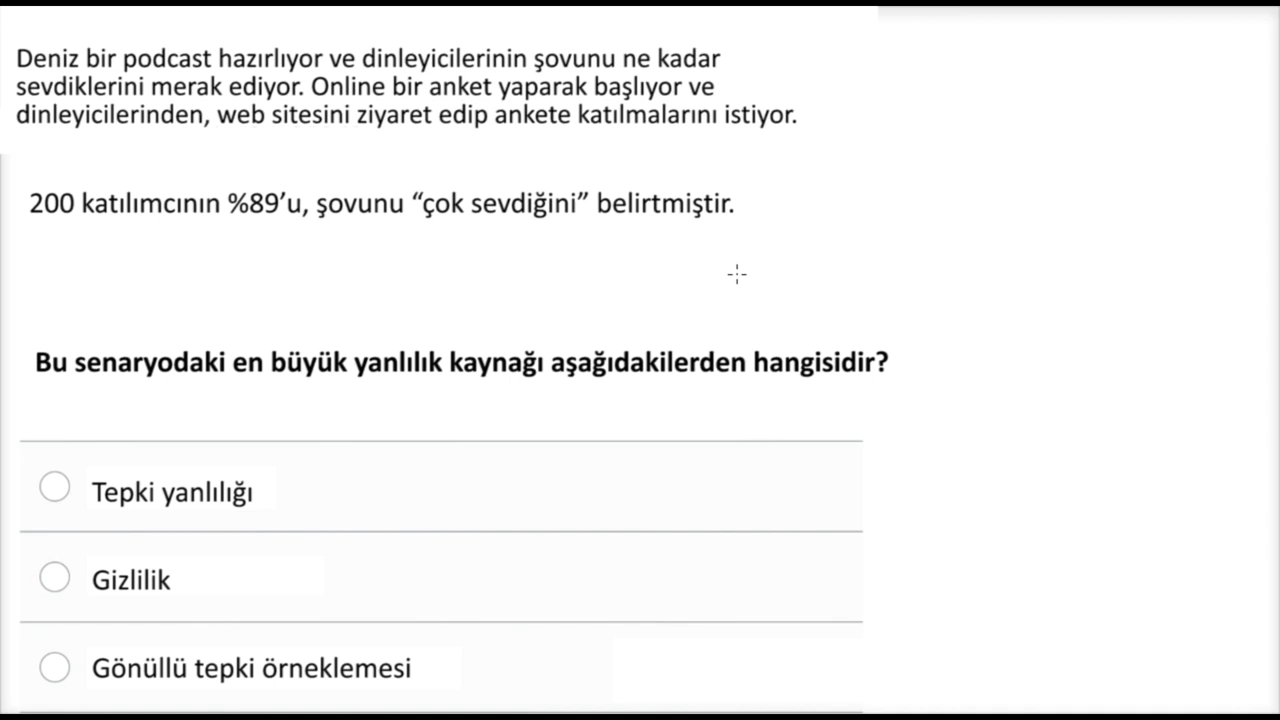 Deniz bir podcast hazırlıyor ve dinleyicilerinin şovunu ne kadar
sevdiklerini merak ediyor. Online bir anket yaparak başlıyor ve
dinleyicilerinden, web sitesini ziyaret edip ankete katılmalarını istiyor.
200 katılımcının %89’u, şovunu “çok sevdiğini” belirtmiştir.
Bu senaryodaki en büyük yanlılık kaynağı aşağıdakilerden hangisidir?
Tepki yanlılığı
Gizlilik
Gönüllü tepki örneklemesi